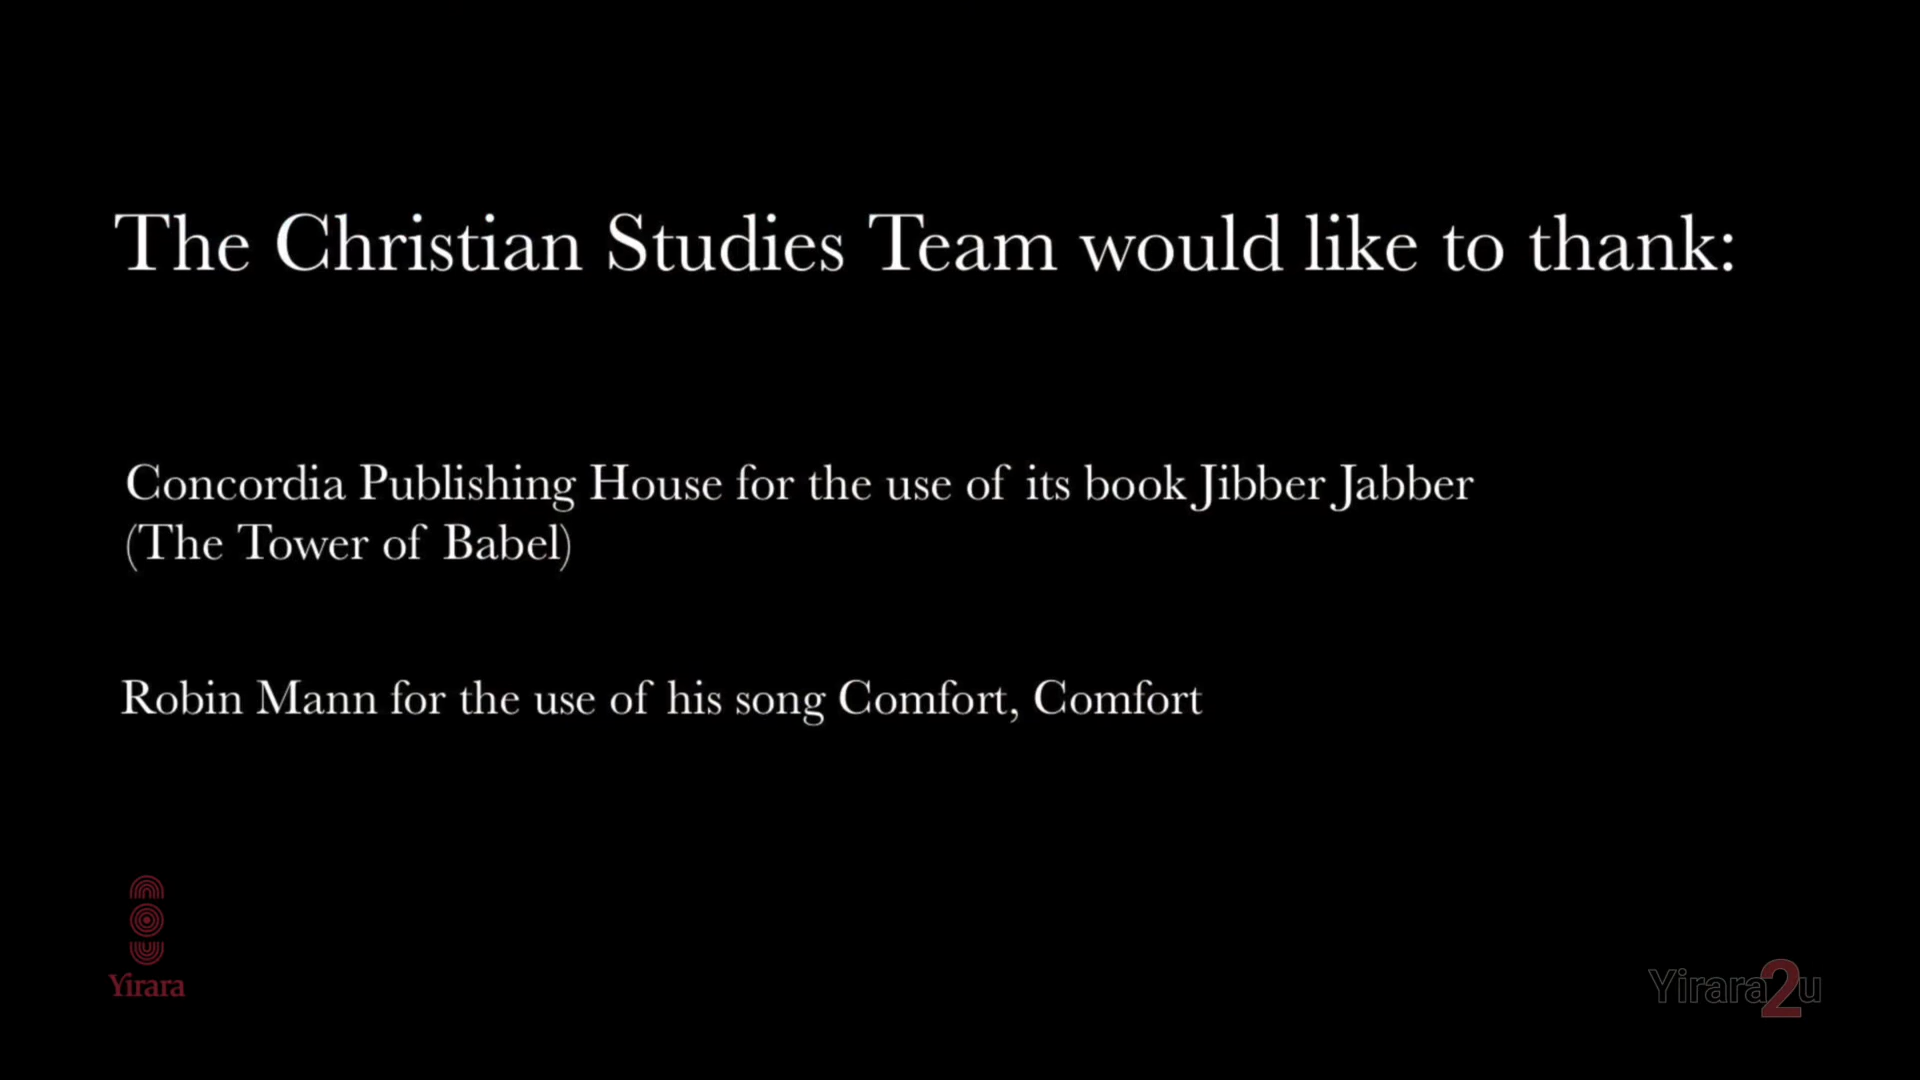 The Christian Studies Team would like to thank:
Concordia Publishing House for the use of its book Jibber Jabber
(The Tower of Babel)
Robin Mann for the use of his song Comfort, Comfort
Yirara
Yirara2u